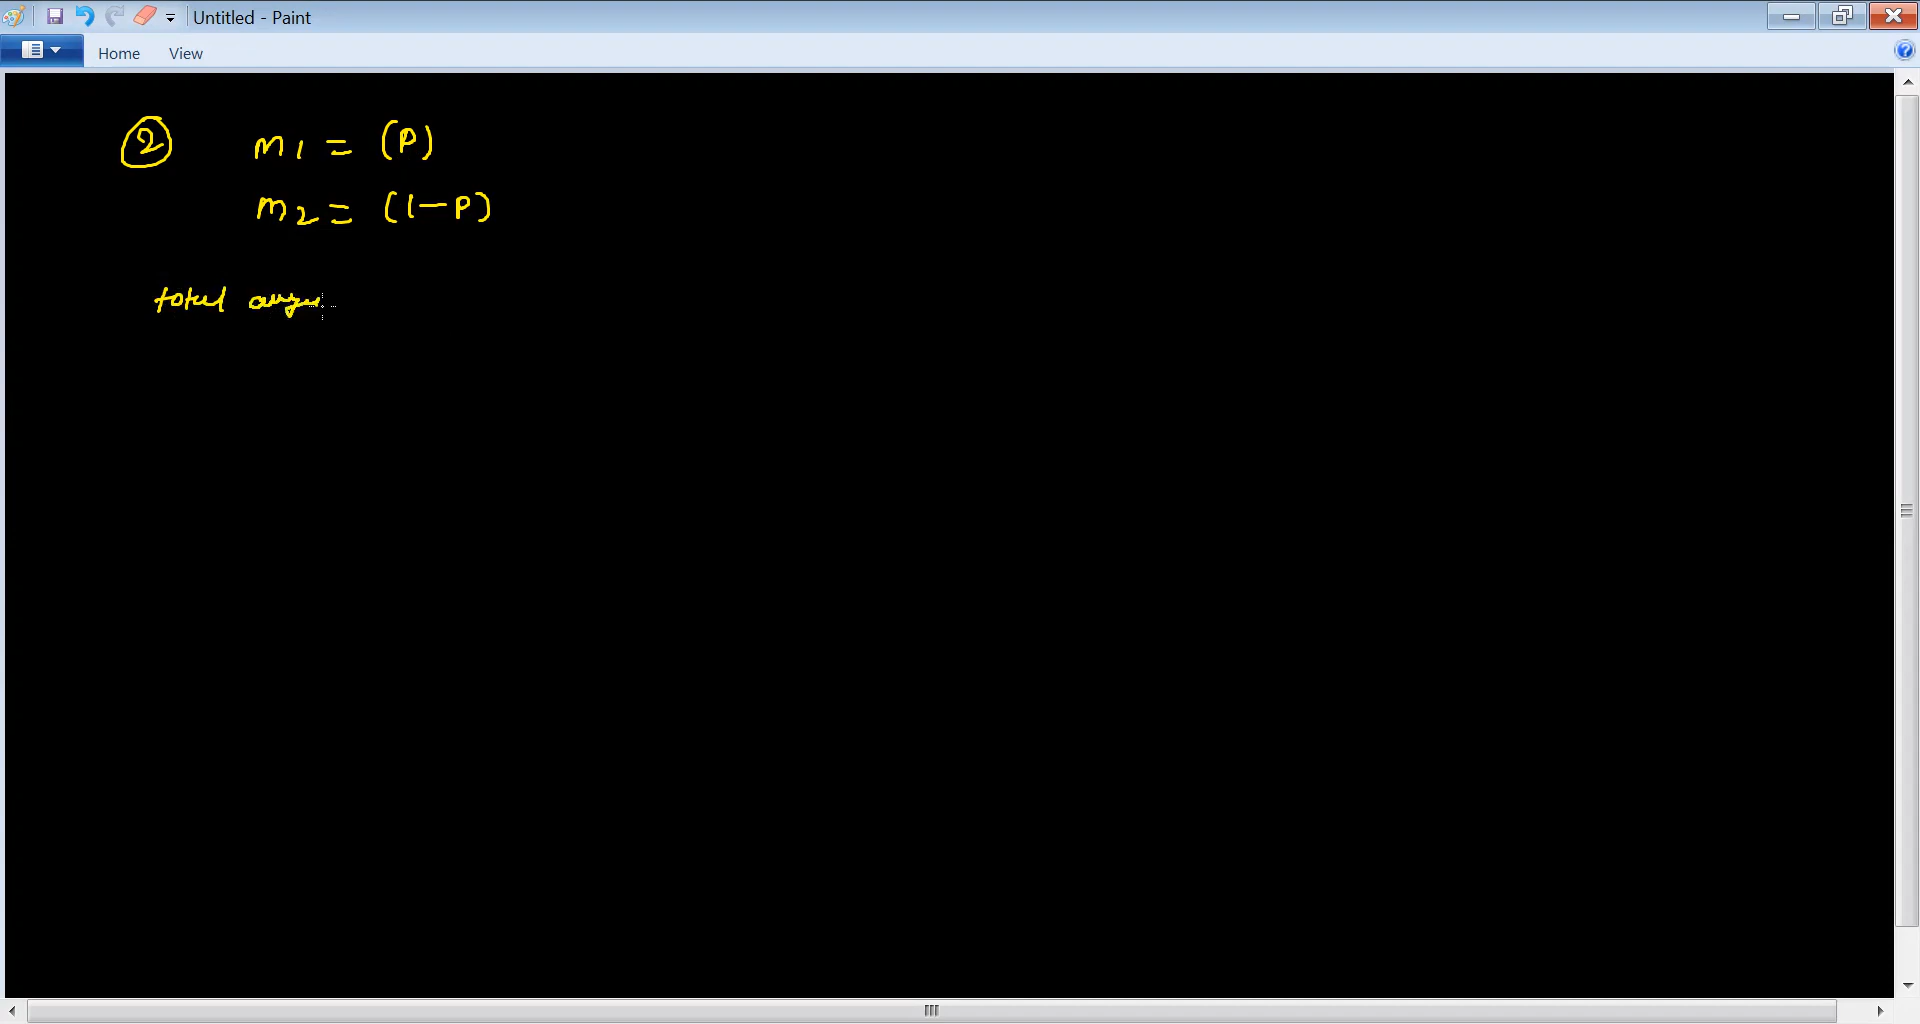 Untitled - Paint
Home View
2 m1 = (P)
m2 = (1-P)
total